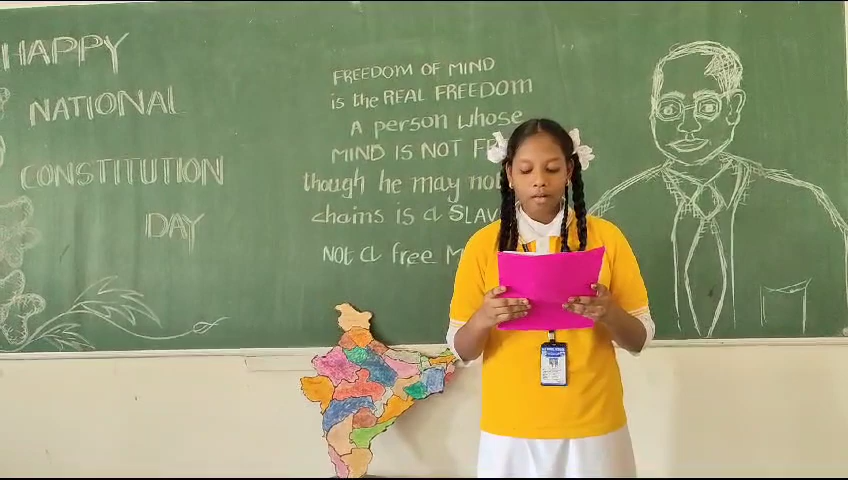 HAPPY
NATIONAL
CONSTITUTION
DAY
FREEDOM OF MIND
is the REAL FREEDOM
a person, whose
MIND IS NOT
though he may not
chains is a
NOT a free